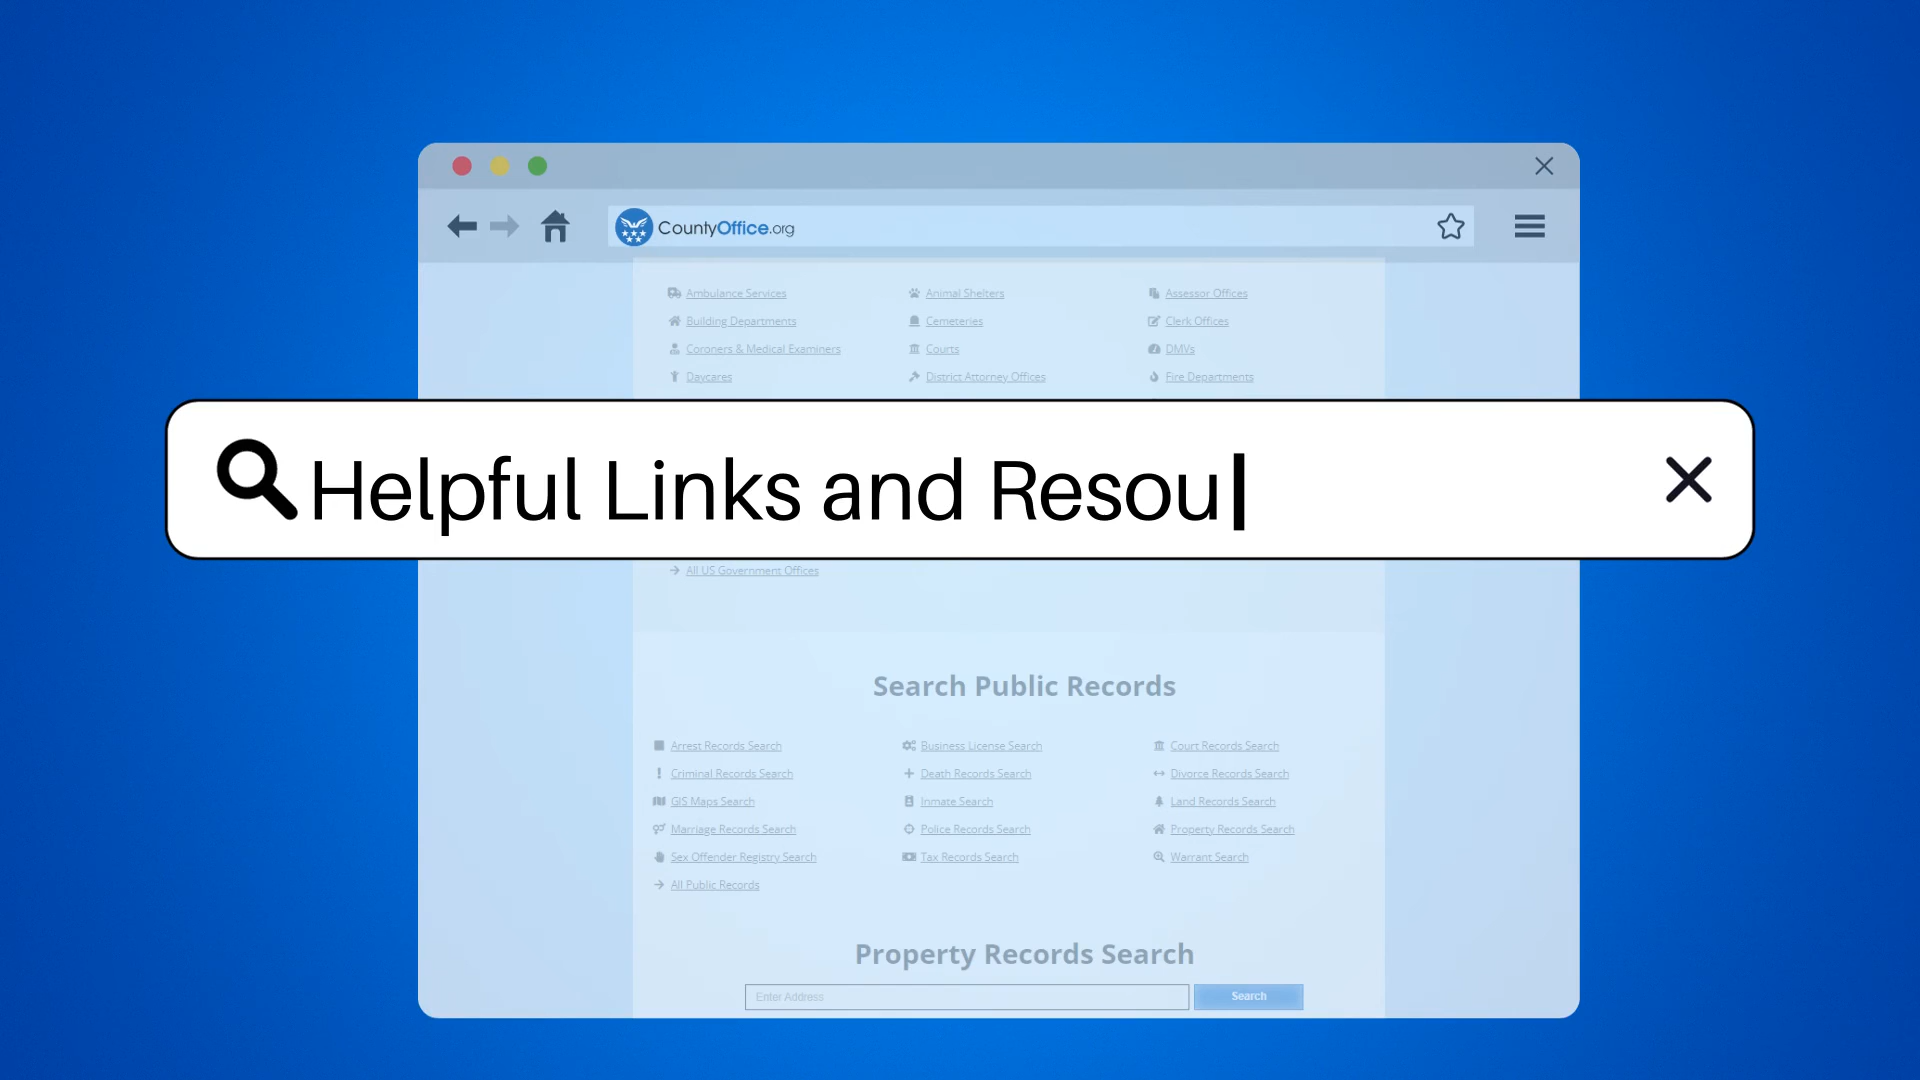 CountyOffice.org
Ambulance Services Animal Shelters Assessor Offices
Building Departments Cemeteries Clerk Offices
Coroners & Medical Examiners Courts DMVs
Daycares District Attorney Offices Fire Departments
Helpful Links and Resou
All US Government Offices
Search Public Records
Arrest Records Search Business License Search Court Records Search
Criminal Records Search Death Records Search Divorce Records Search
GIS Maps Search Inmate Search Land Records Search
Marriage Records Search Police Records Search Property Records Search
Sex Offender Registry Search Tax Records Search Warrant Search
All Public Records
Property Records Search
Enter Address Search